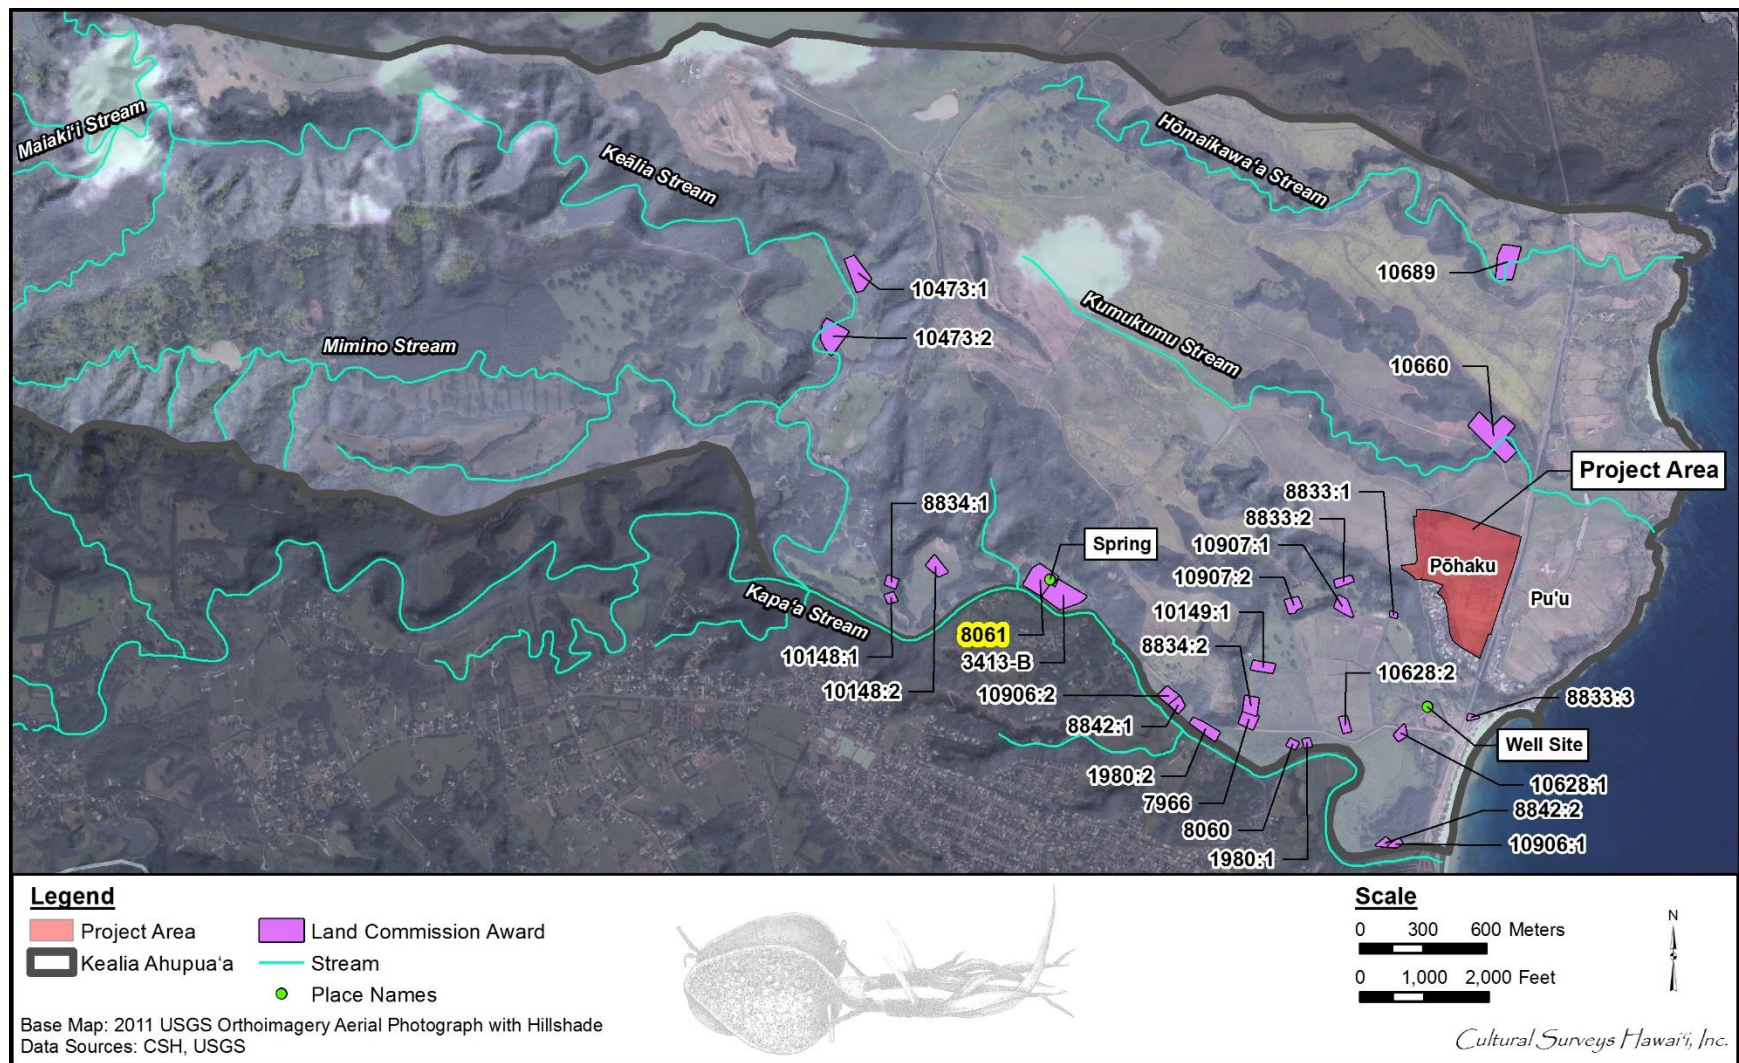 Maiaki'i Stream
Keālia Stream
Hōmaikawa'a Stream
10689
10473:1
10473:2
Kumukumu Stream
Mimino Stream
10660
Project Area
8834:1
8833:1
8833:2
Spring
10907:1
Pōhaku
10907:2
Pu'u
Kapa'a Stream
10149:1
8061
8834:2
10148:1
3413-B
10628:2
10148:2
10906:2
8833:3
8842:1
Well Site
1980:2
10628:1
7966
8842:2
8060
10906:1
1980:1
Legend
Project Area
Land Commission Award
Kealia Ahupua'a
Stream
Place Names
Base Map: 2011 USGS Orthoimagery Aerial Photograph with Hillshade
Data Sources: CSH, USGS
Scale
0 300 600 Meters
0 1,000 2,000 Feet
N
Cultural Surveys Hawai'i, Inc.